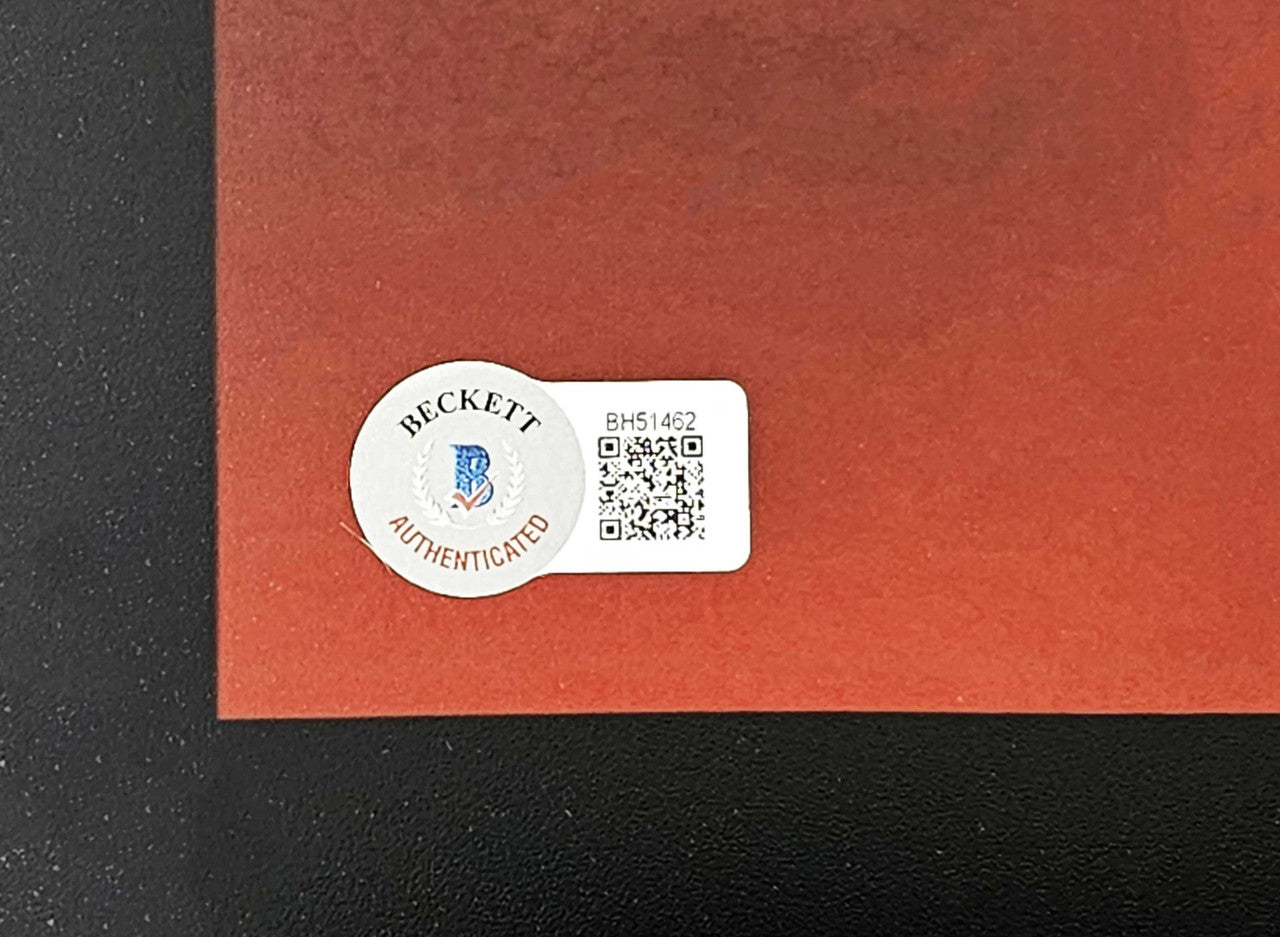 BECKETT
B
AUTHENTICATED
BH51462